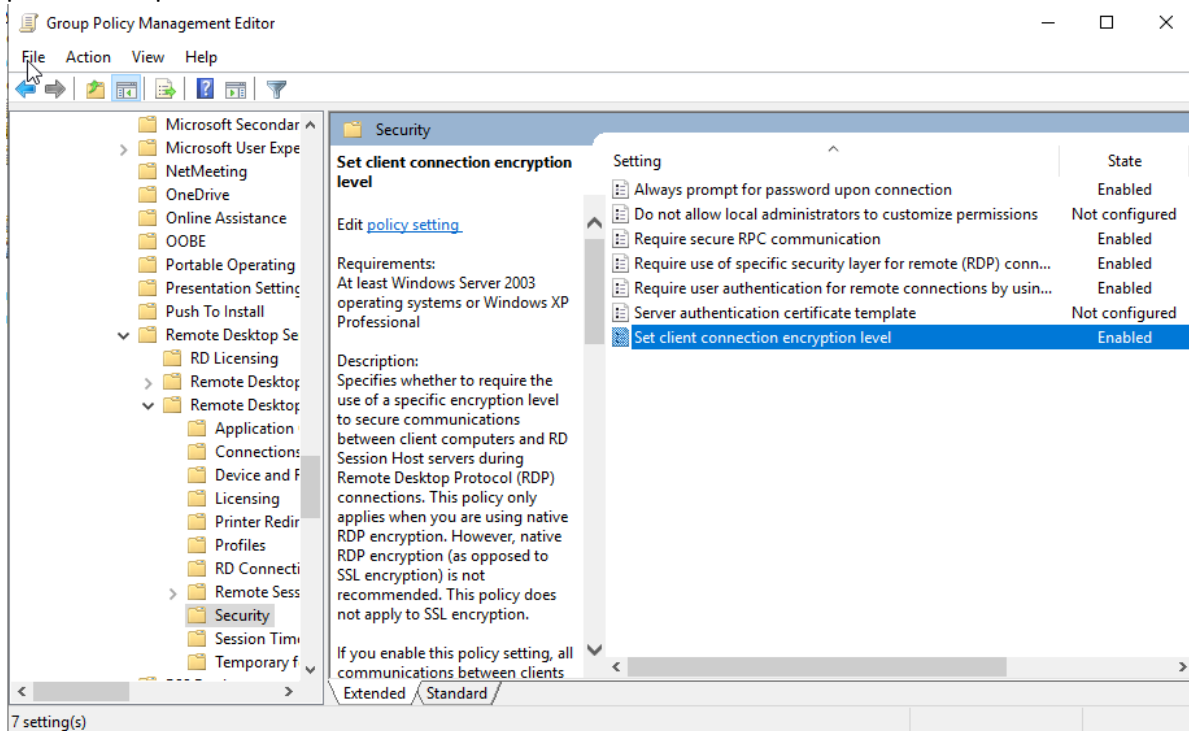 Group Policy Management Editor
File Action View Help
Microsoft Secondar
Microsoft User Expe
NetMeeting
OneDrive
Online Assistance
OOBE
Portable Operating
Presentation Setting
Push To Install
Remote Desktop Se
RD Licensing
Remote Desktop
Remote Desktop
Application
Connections
Device and R
Licensing
Printer Redir
Profiles
RD Connecti
Remote Sess
Security
Session Time
Temporary f
Security
Set client connection encryption
level
Edit policy setting
Requirements:
At least Windows Server 2003
operating systems or Windows XP
Professional
Description:
Specifies whether to require the
use of a specific encryption level
to secure communications
between client computers and RD
Session Host servers during
Remote Desktop Protocol (RDP)
connections. This policy only
applies when you are using native
RDP encryption. However, native
RDP encryption (as opposed to
SSL encryption) is not
recommended. This policy does
not apply to SSL encryption.
If you enable this policy setting, all
communications between clients
Setting State
Always prompt for password upon connection Enabled
Do not allow local administrators to customize permissions Not configured
Require secure RPC communication Enabled
Require use of specific security layer for remote (RDP) conn... Enabled
Require user authentication for remote connections by usin... Enabled
Server authentication certificate template Not configured
Set client connection encryption level Enabled
Extended Standard
7 setting(s)